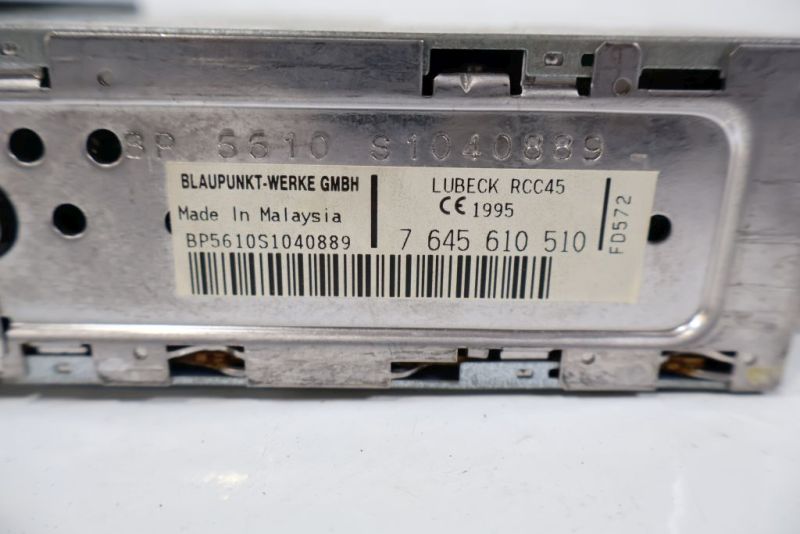 BP 5610 S1040889
BLAUPUNKT-WERKE GMBH
Made In Malaysia
BP5610S1040889
LUBECK RCC45
CE 1995
7 645 610 510
FD572